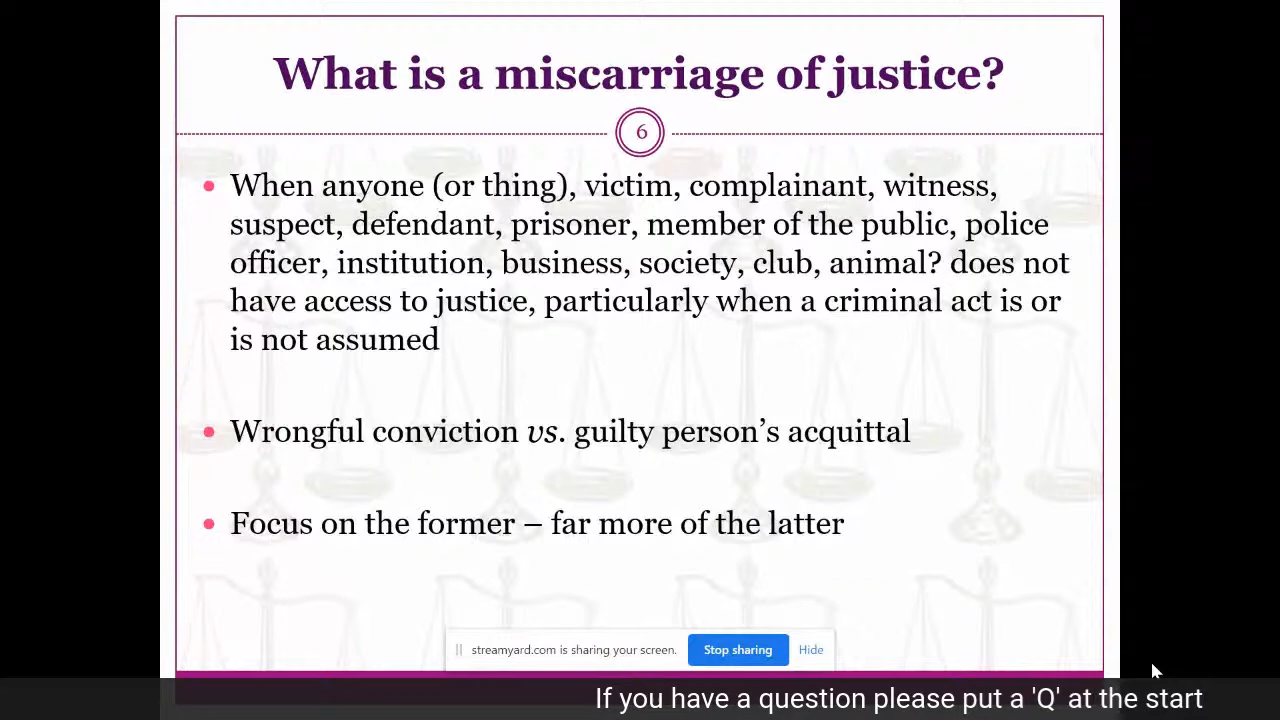 What is a miscarriage of justice?
6
• When anyone (or thing), victim, complainant, witness,
suspect, defendant, prisoner, member of the public, police
officer, institution, business, society, club, animal? does not
have access to justice, particularly when a criminal act is or
is not assumed
• Wrongful conviction vs. guilty person’s acquittal
• Focus on the former – far more of the latter
streamyard.com is sharing your screen. Stop sharing Hide
If you have a question please put a 'Q' at the start